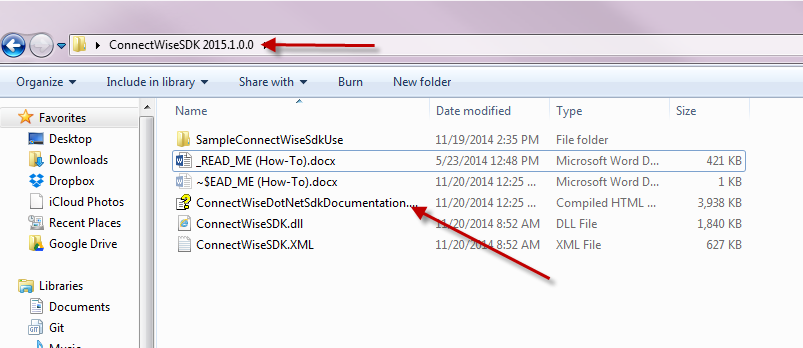 ConnectWiseSDK 2015.1.0.0
Organize Include in library Share with Burn New folder
Favorites
Desktop
Downloads
Dropbox
iCloud Photos
Recent Places
Google Drive
Libraries
Documents
Git
Music
Name Date modified Type Size
SampleConnectWiseSdkUse 11/19/2014 2:35 PM File folder
_READ_ME (How-To).docx 5/23/2014 12:48 PM Microsoft Word D... 421 KB
~$EAD_ME (How-To).docx 11/20/2014 12:25 ... Microsoft Word D... 1 KB
ConnectWiseDotNetSdkDocumentation.... 11/20/2014 12:25 ... Compiled HTML ... 3,938 KB
ConnectWiseSDK.dll 11/20/2014 8:52 AM DLL File 1,840 KB
ConnectWiseSDK.XML 11/20/2014 8:52 AM XML File 627 KB